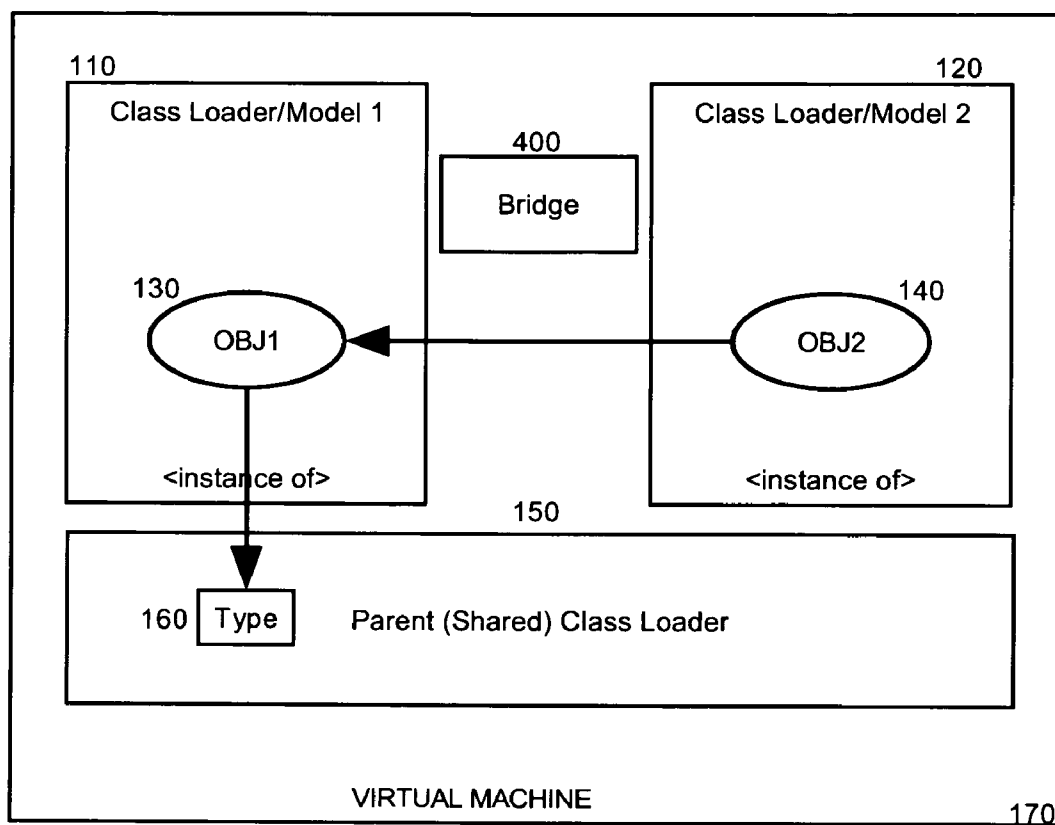 110
120
Class Loader/Model 1
Class Loader/Model 2
400
Bridge
130
OBJ1
140
OBJ2
<instance of>
<instance of>
150
160
Type
Parent (Shared) Class Loader
VIRTUAL MACHINE
170